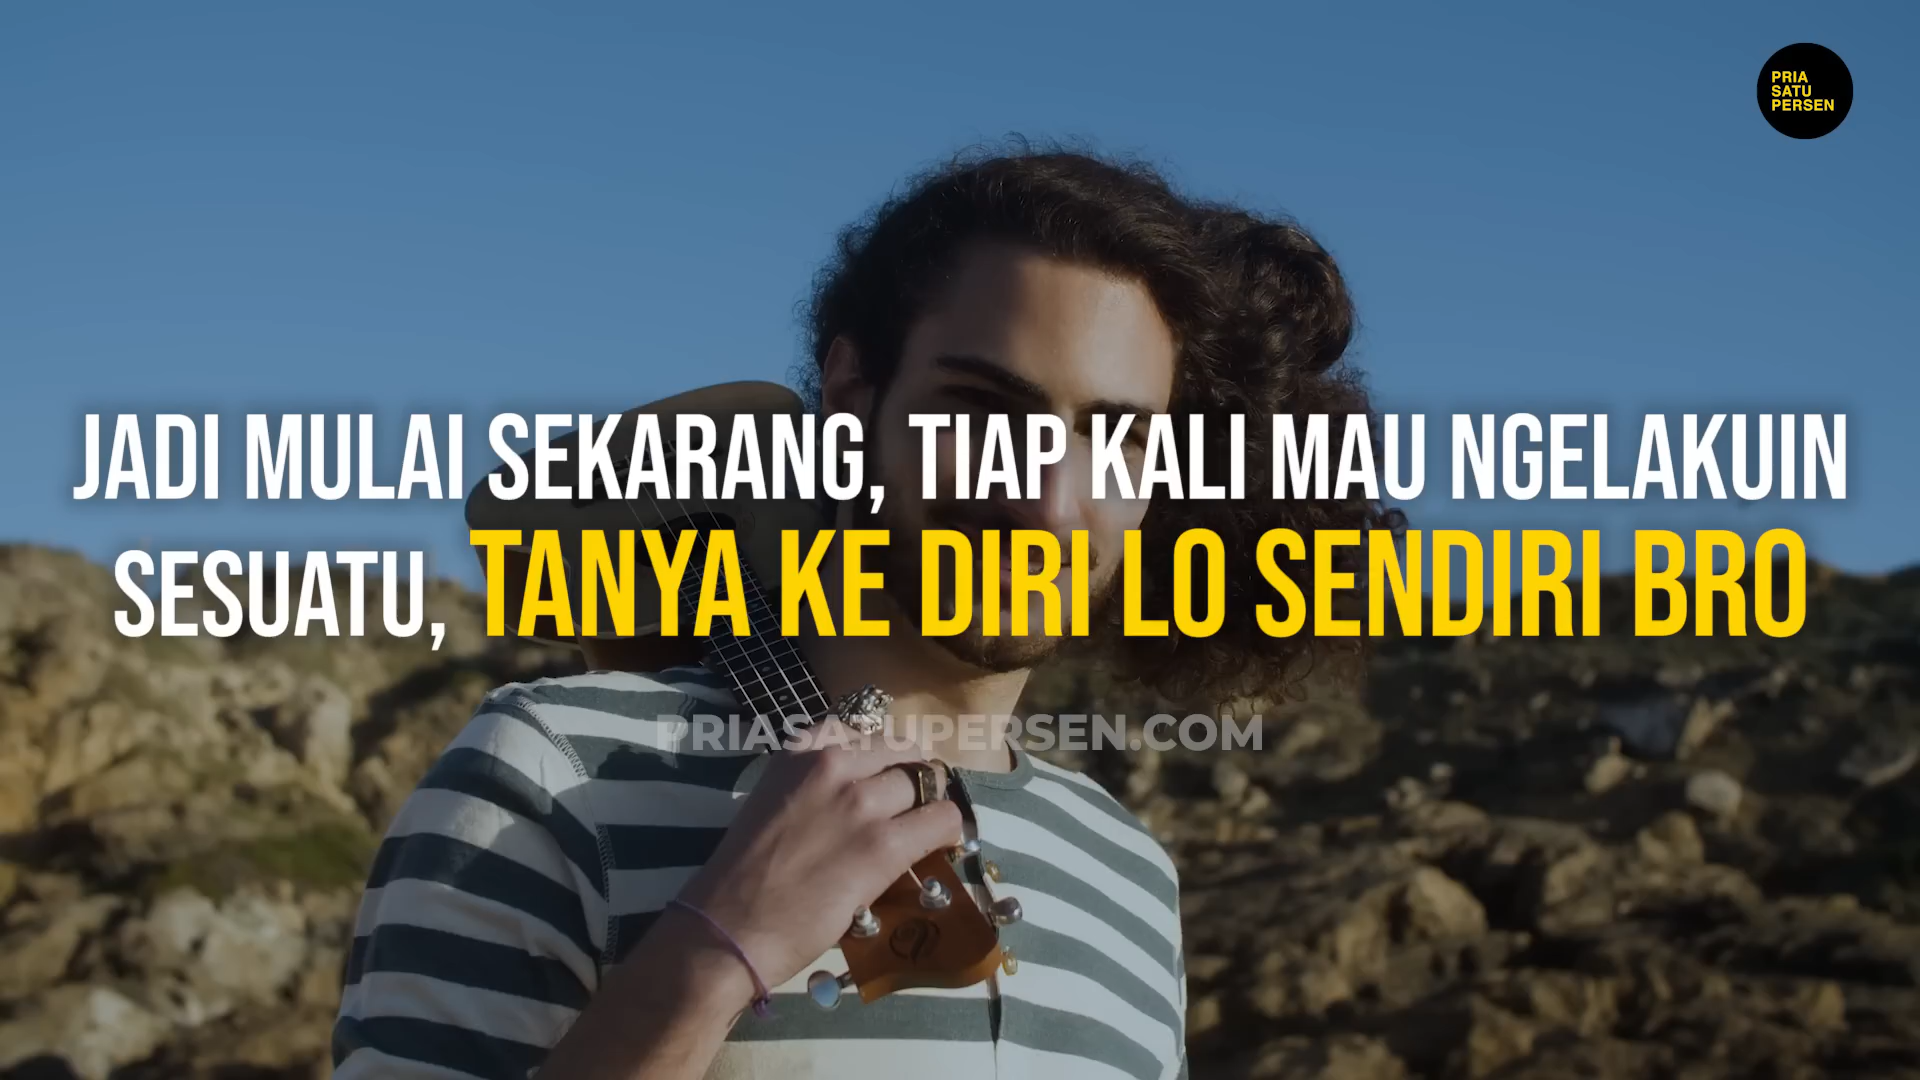 PRIA
SATU
PERSEN
JADI MULAI SEKARANG, TIAP KALI MAU NGELAKUIN
SESUATU, TANYA KE DIRI LO SENDIRI BRO
PRIASATUPERSEN.COM